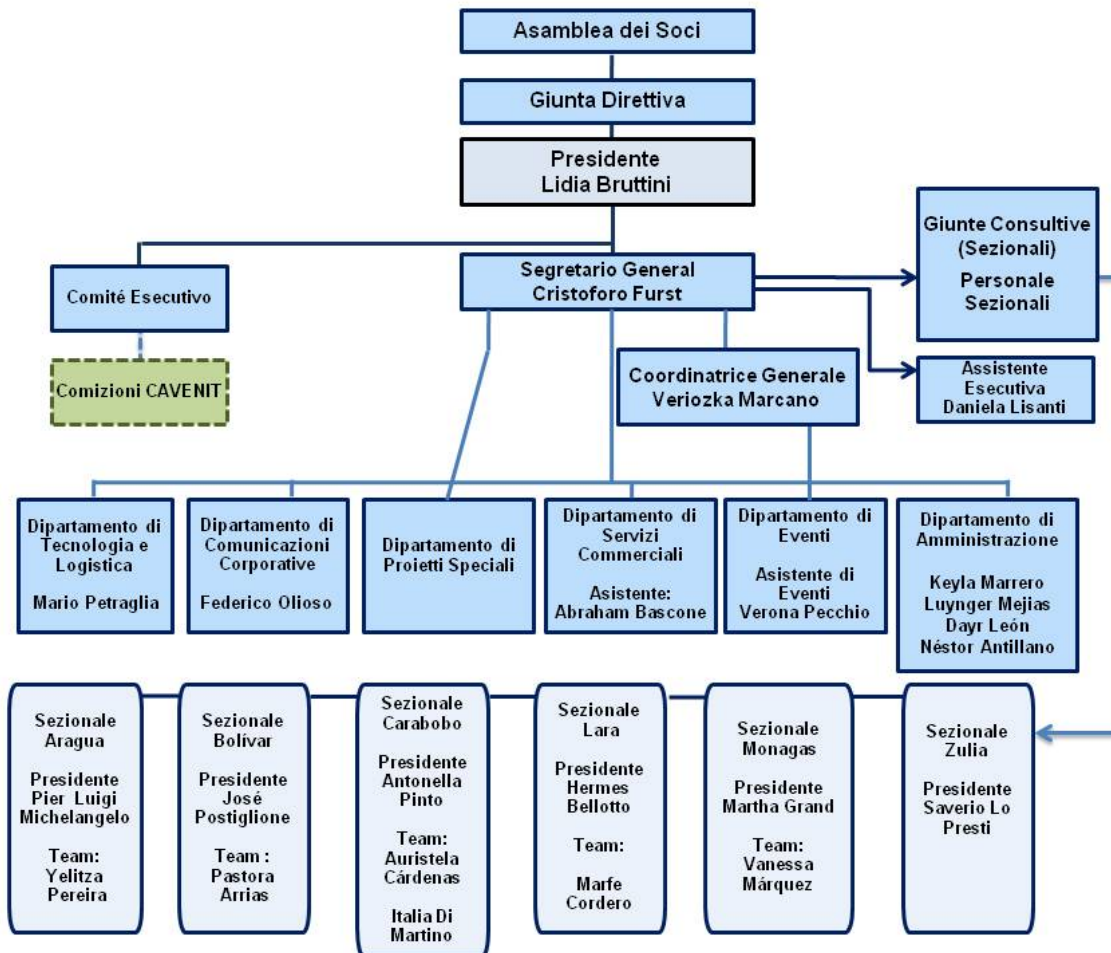 Asamblea dei Soci
Giunta Direttiva
Presidente
Lidia Bruttini
Giunte Consultive
(Sezionali)
Personale
Sezionali
Segretario General
Cristoforo Furst
Comité Esecutivo
Comizioni CAVENIT
Coordinatrice Generale
Veriozka Marcano
Assistente
Esecutiva
Daniela Lisanti
Dipartamento di
Tecnologia e
Logistica
Mario Petraglia
Dipartamento di
Comunicazioni
Corporative
Federico Olioso
Dipartamento di
Proietti Speciali
Dipartamento di
Servizi
Commerciali
Asistente:
Abraham Bascone
Dipartamento di
Eventi
Asistente di
Eventi
Verona Pecchio
Dipartamento di
Amministrazione
Keyla Marrero
Luynger Mejias
Dayr León
Néstor Antillano
Sezionale
Aragua
Presidente
Pier Luigi
Michelangelo
Team:
Yelitza
Pereira
Sezionale
Bolívar
Presidente
José
Postiglione
Team :
Pastora
Arrias
Sezionale
Carabobo
Presidente
Antonella
Pinto
Team:
Auristela
Cárdenas
Italia Di
Martino
Sezionale
Lara
Presidente
Hermes
Bellotto
Team:
Marfe
Cordero
Sezionale
Monagas
Presidente
Martha Grand
Team:
Vanessa
Márquez
Sezionale
Zulia
Presidente
Saverio Lo
Presti